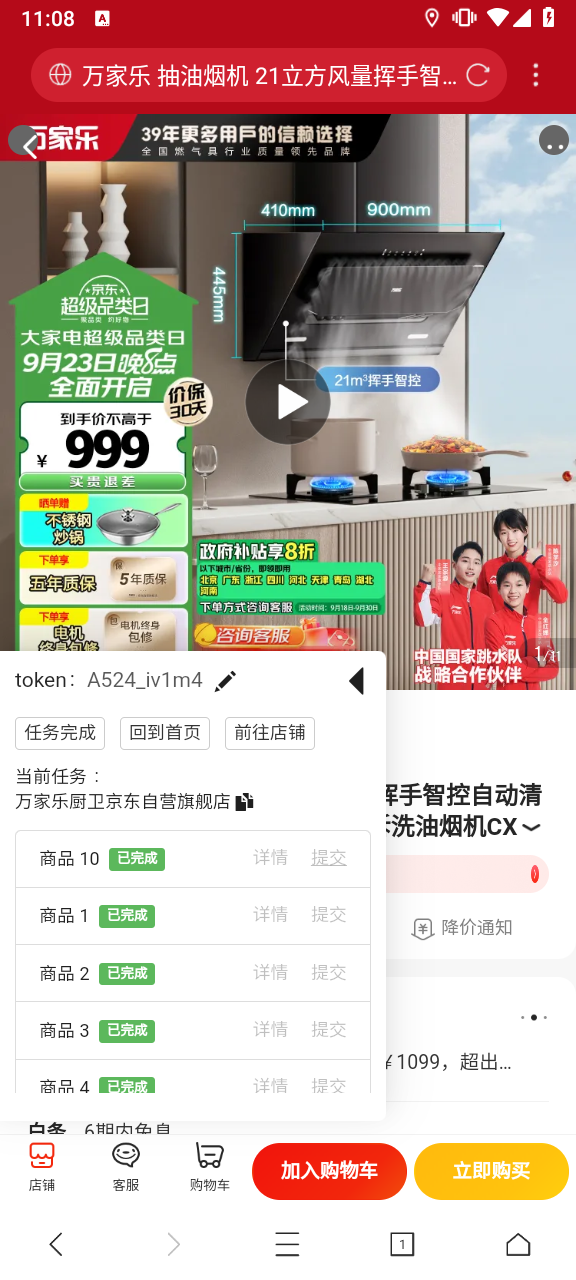 11:08
万家乐 抽油烟机 21立方风量挥手智...
万家乐
39年更多用户的信赖选择
全国燃气具行业质量领先品牌
410mm
900mm
445mm
21m³挥手智控
京东
超级品类日
大家电超级品类日
9月23日晚8点
全面开启
价保
30天
到手价不高于
¥ 999
买贵退差
晒单赠
不锈钢
炒锅
下单享
五年质保
5年质保
下单享
电机
终身包修
电机终身
包修
政府补贴享8折
以下城市/省份,即领即用
北京 广东 浙江 四川 河北 天津 青岛 湖北
河南
下单方式咨询客服
活动时间：9月18日-9月30日
咨询客服
中国国家跳水队
战略合作伙伴
1/11
token： A524_iv1m4
任务完成
回到首页
前往店铺
当前任务：
万家乐厨卫京东自营旗舰店
商品 10 已完成 详情 提交
商品 1 已完成 详情 提交
商品 2 已完成 详情 提交
商品 3 已完成 详情 提交
商品 4 已完成 详情 提交
挥手智控自动清
洗油烟机CX
降价通知
¥1099，超出...
白条 6期内免息
店铺
客服
购物车
加入购物车
立即购买
1